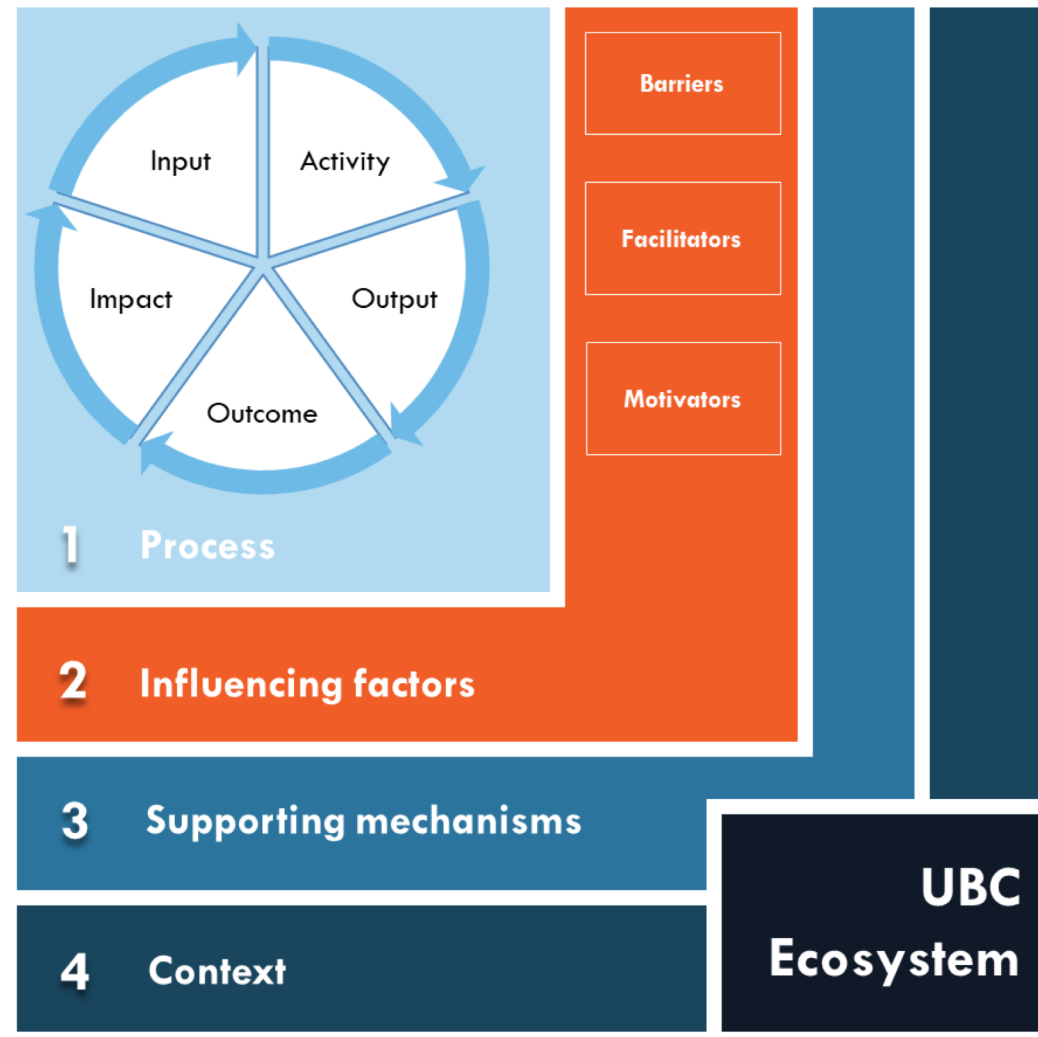 Input
Activity
Impact
Output
Outcome
1 Process
Barriers
Facilitators
Motivators
2 Influencing factors
3 Supporting mechanisms
4 Context
UBC
Ecosystem